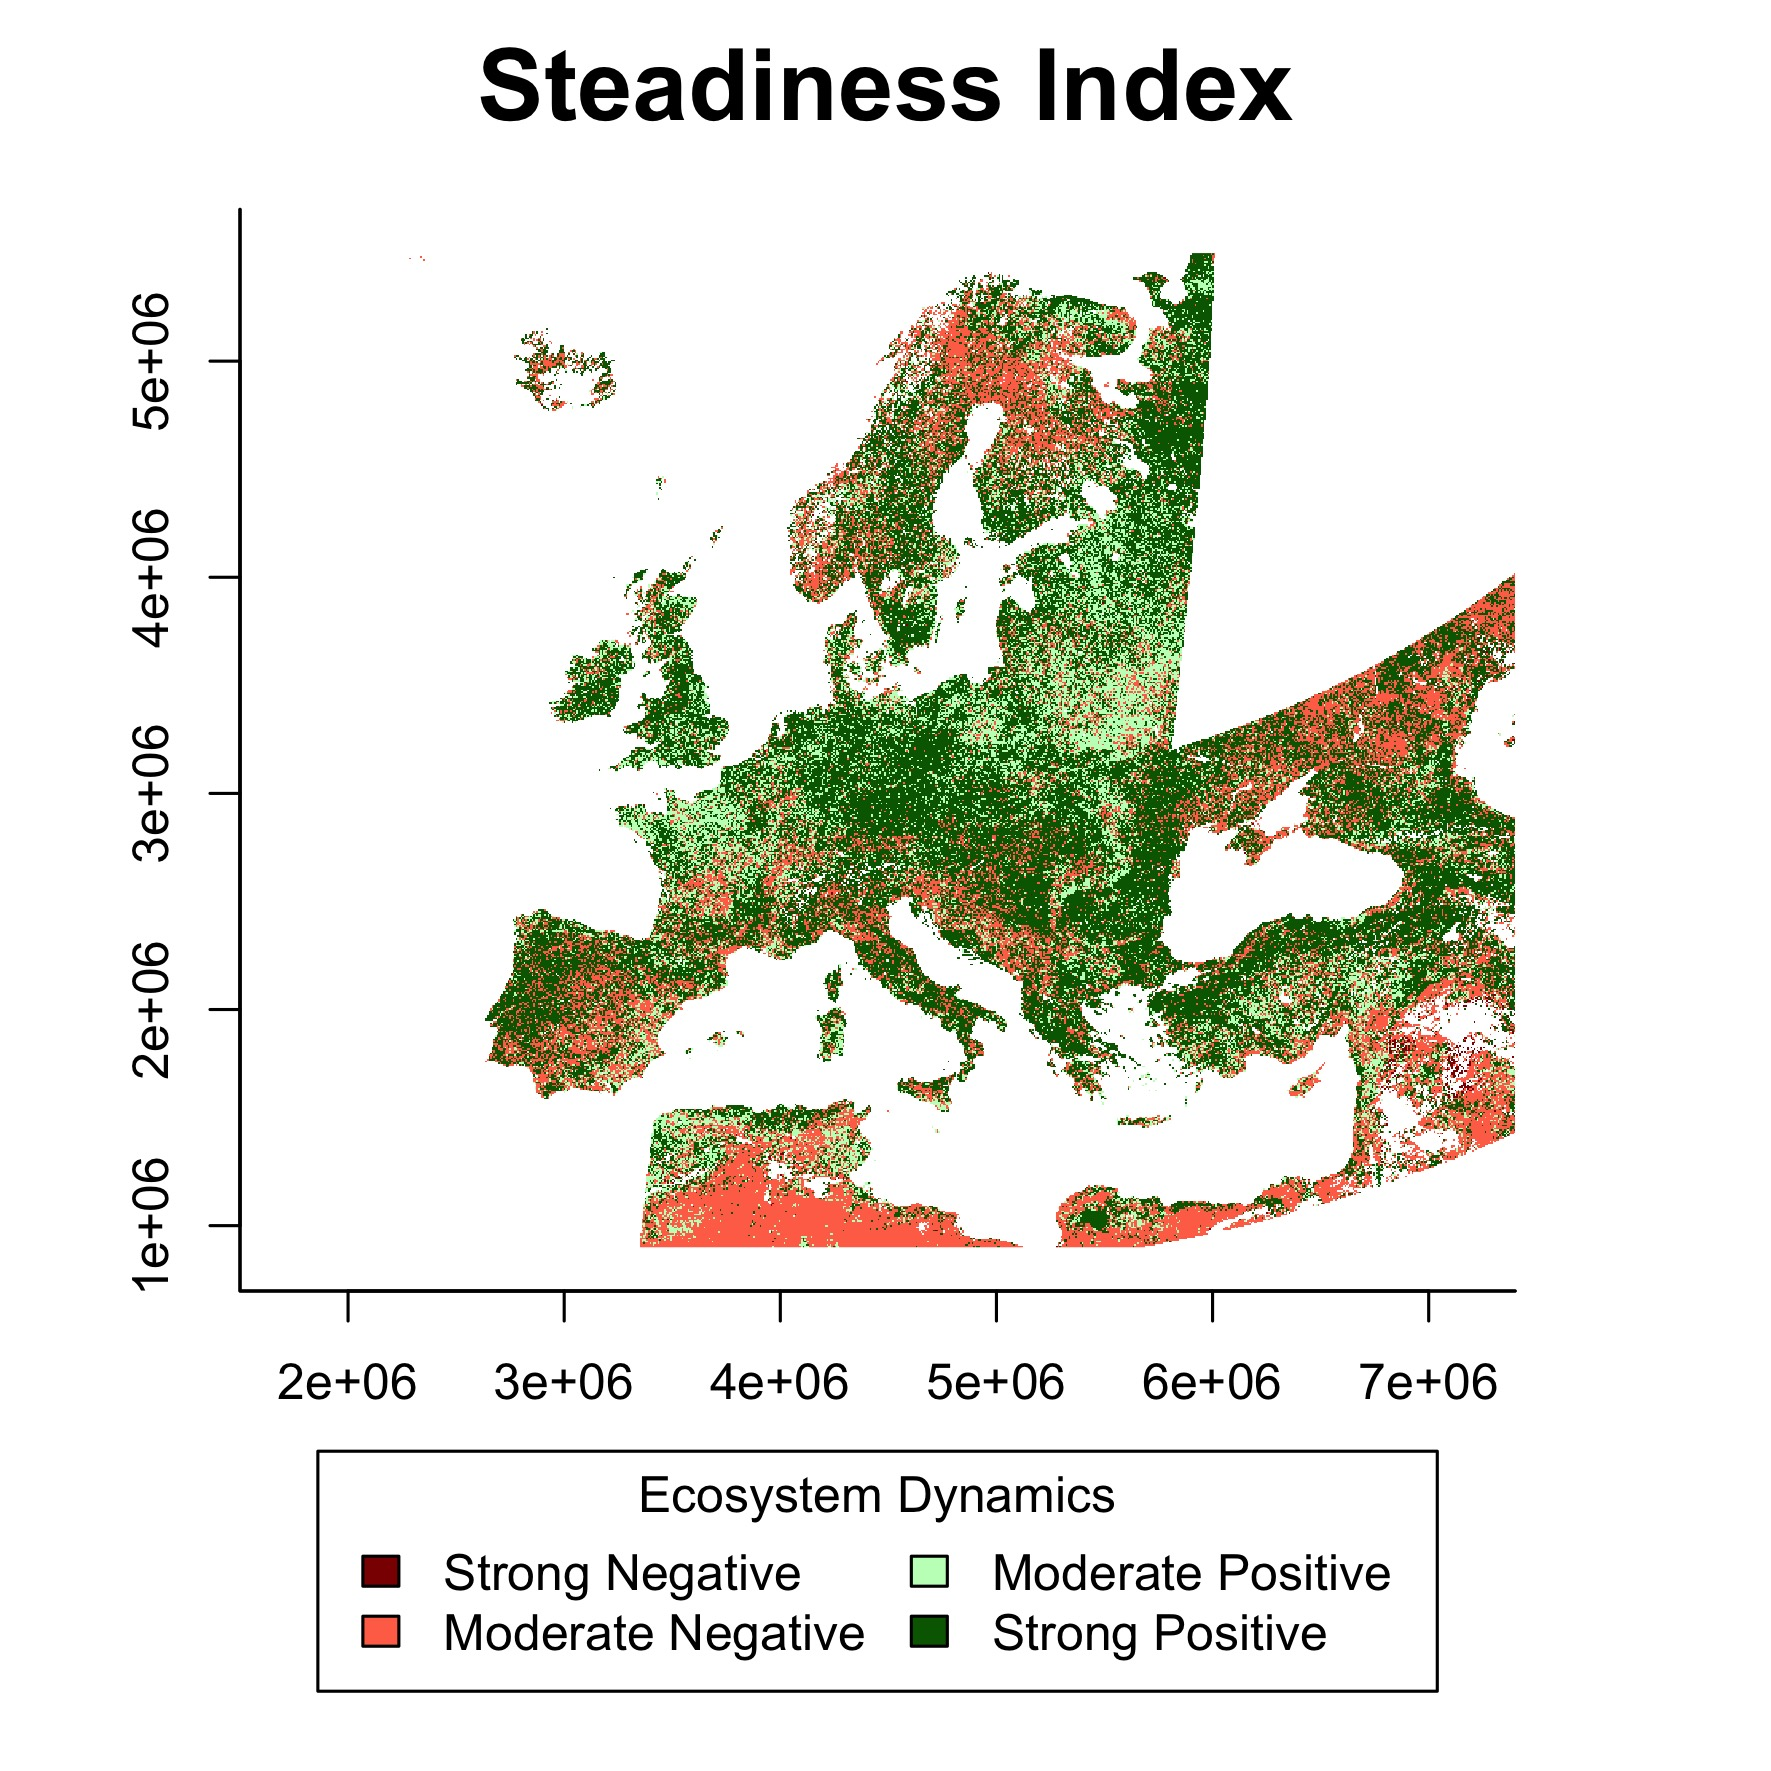 Steadiness Index
5e+06
4e+06
3e+06
2e+06
1e+06
2e+06 3e+06 4e+06 5e+06 6e+06 7e+06
Ecosystem Dynamics
Strong Negative Moderate Positive
Moderate Negative Strong Positive